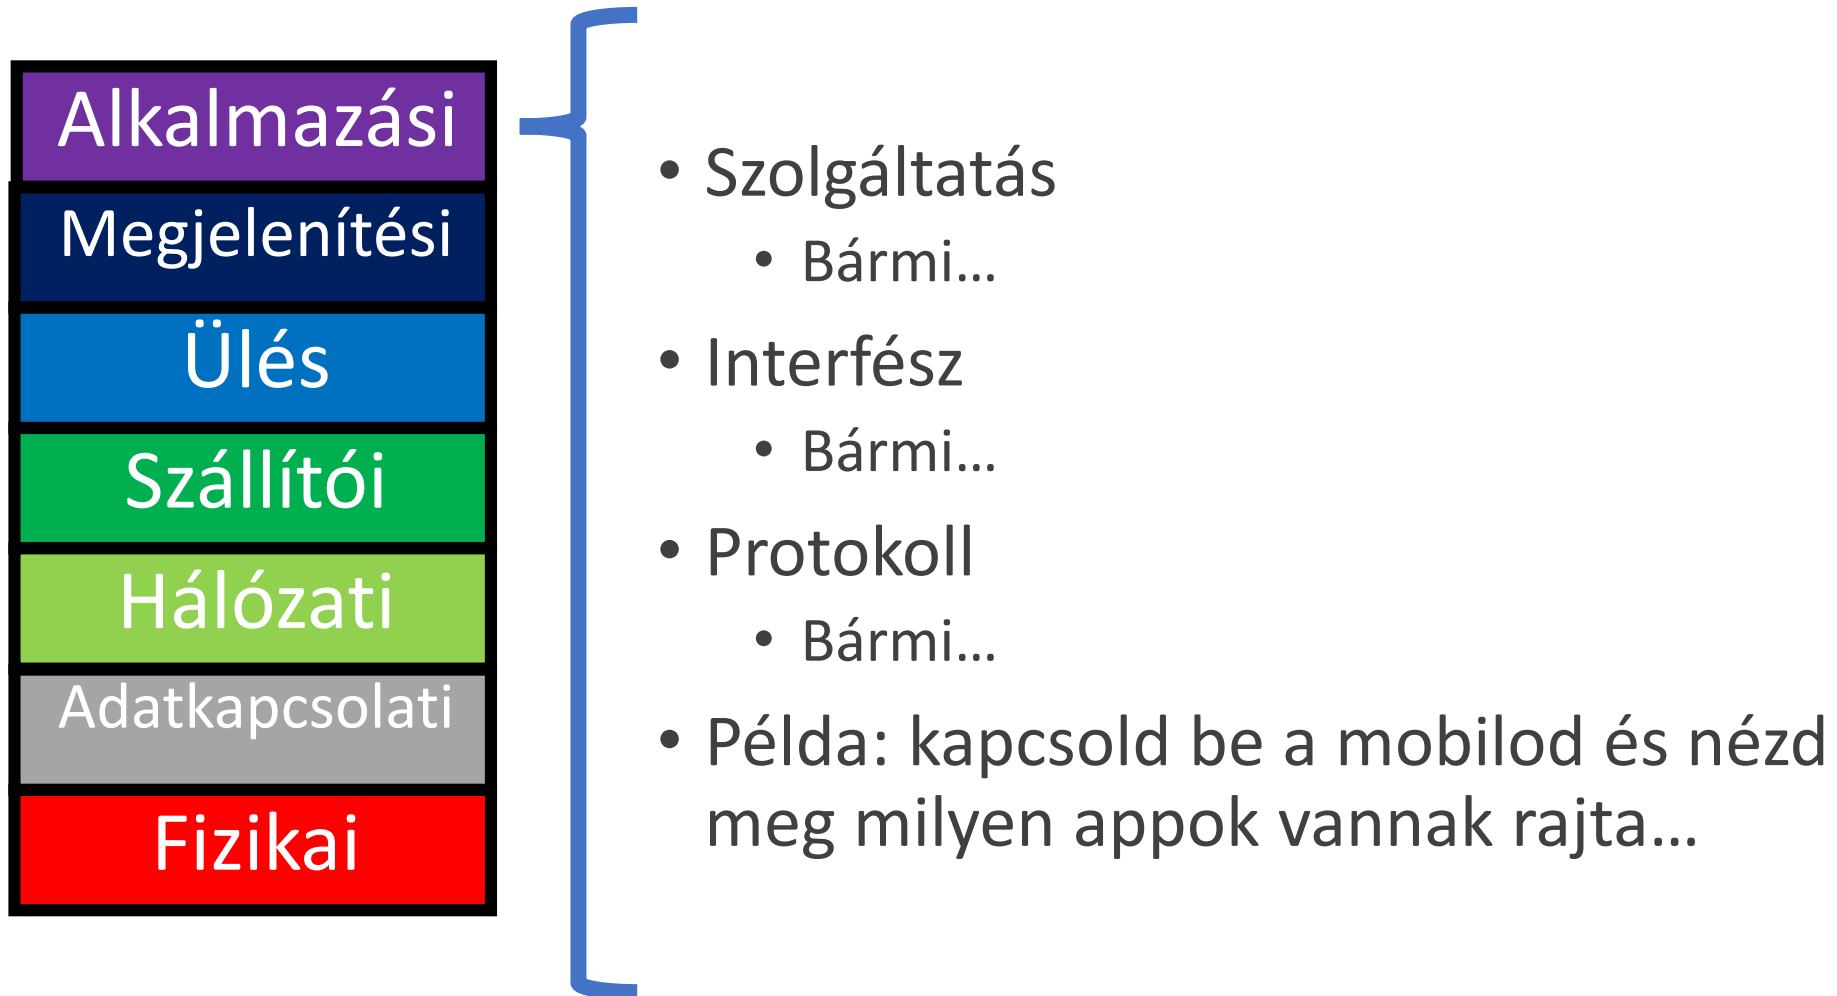 Alkalmazási
Megjelenítési
Ülés
Szállítói
Hálózati
Adatkapcsolati
Fizikai
• Szolgáltatás
• Bármi...
• Interfész
• Bármi...
• Protokoll
• Bármi...
• Példa: kapcsold be a mobilod és nézd
meg milyen appok vannak rajta...